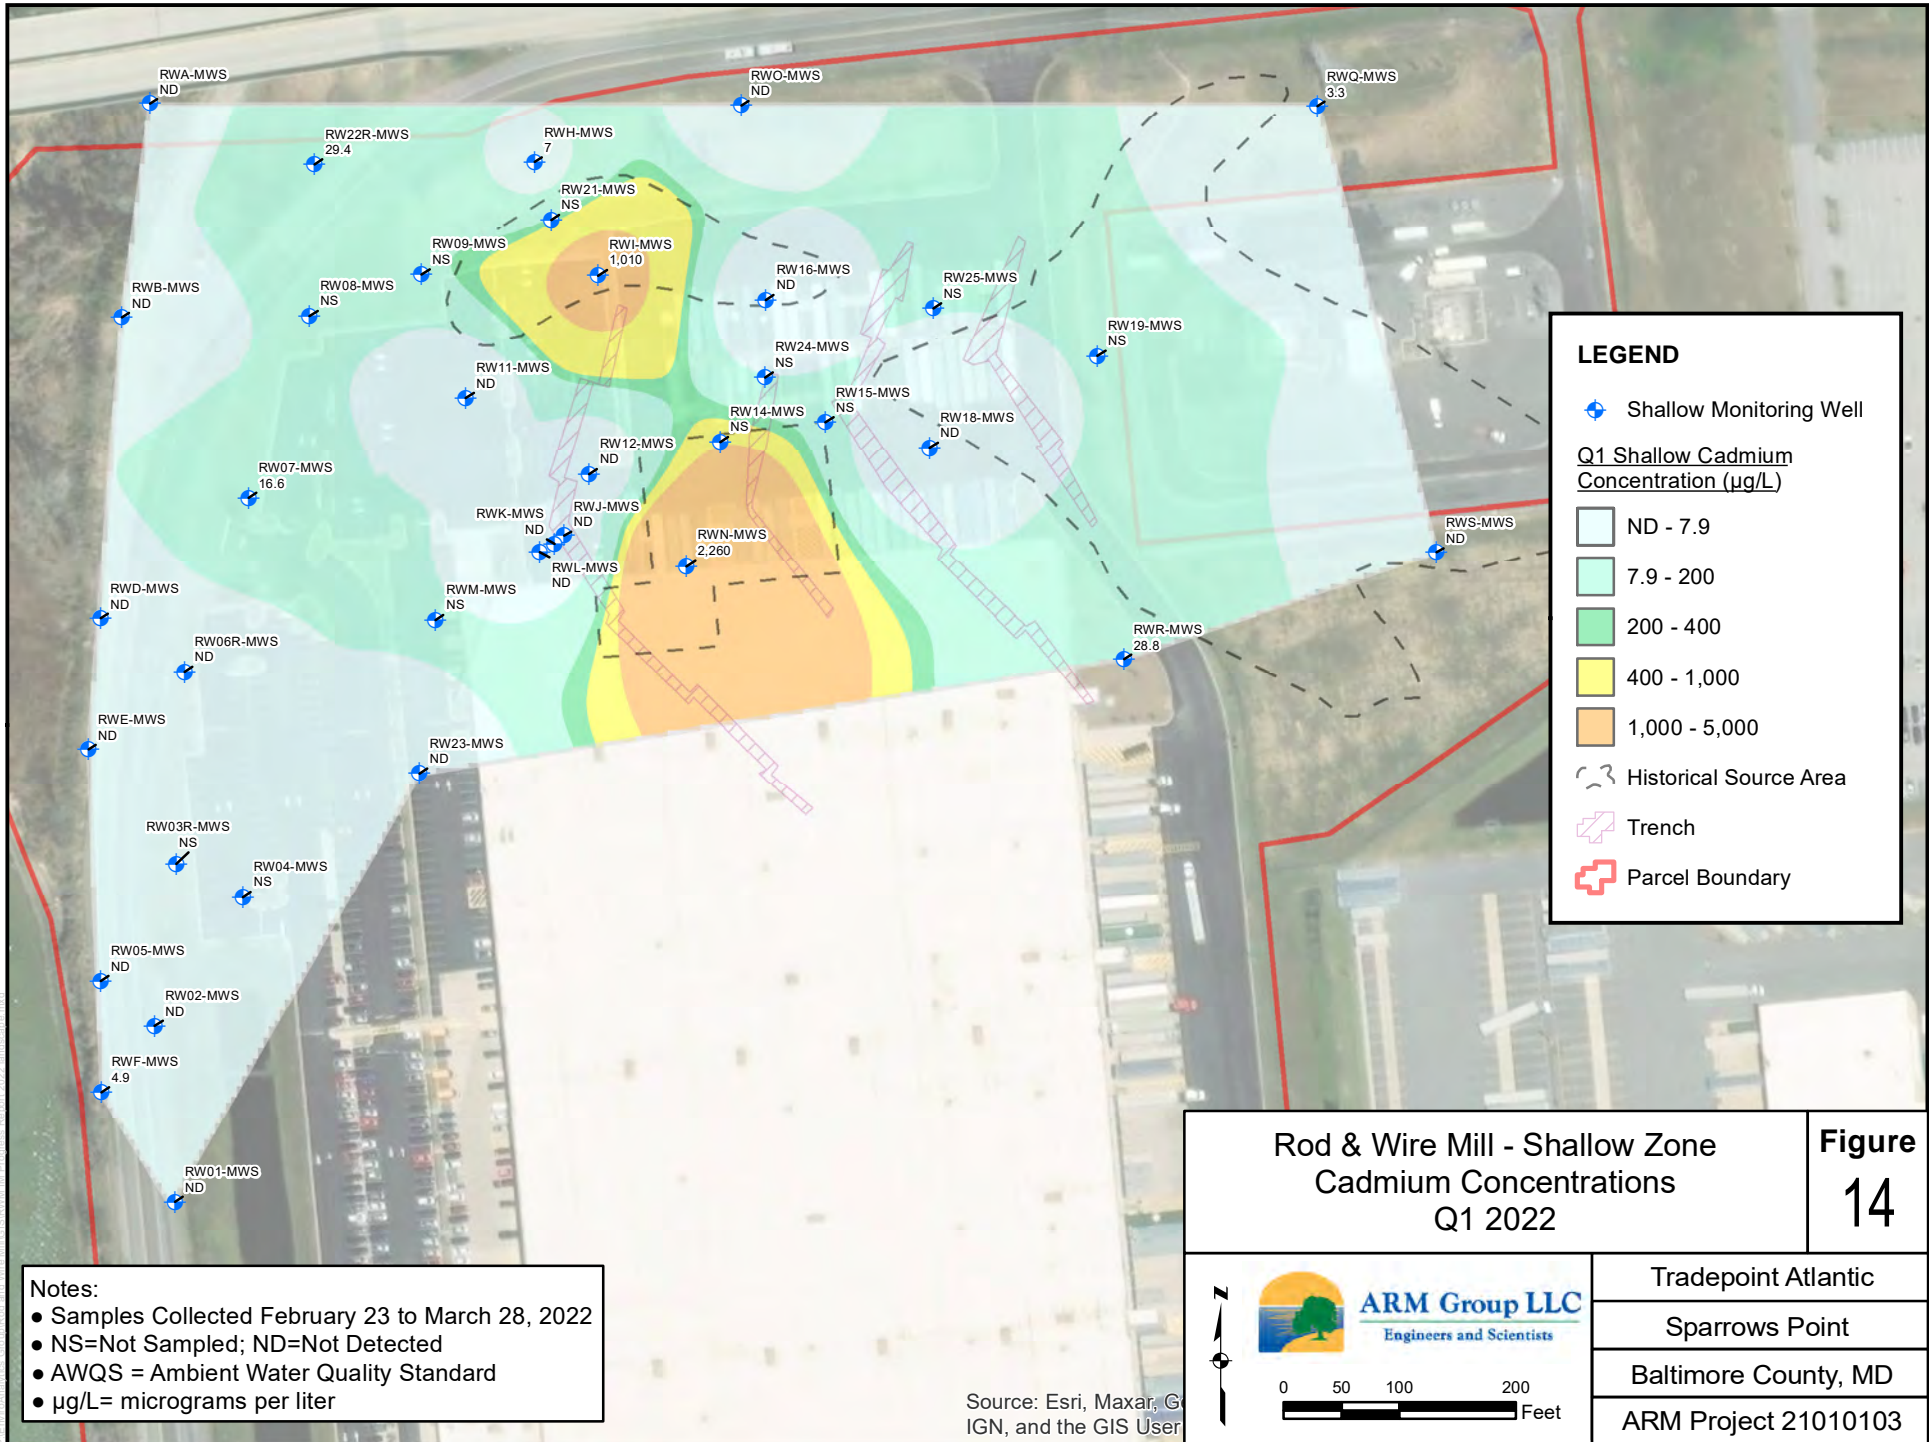 RWA-MWS
ND
RWO-MWS
ND
RWQ-MWS
3.3
RW22R-MWS
29.4
RWH-MWS
7
RW21-MWS
NS
RW09-MWS
NS
RWI-MWS
1,010
RW16-MWS
ND
RW25-MWS
NS
RWB-MWS
ND
RW08-MWS
NS
RW19-MWS
NS
RW24-MWS
NS
RW11-MWS
ND
RW15-MWS
NS
RW14-MWS
NS
RW18-MWS
ND
RW12-MWS
ND
RW07-MWS
16.6
RWK-MWS
ND
RWJ-MWS
ND
RWN-MWS
2,260
RWL-MWS
ND
RWS-MWS
ND
RWD-MWS
ND
RWM-MWS
NS
RW06R-MWS
ND
RWR-MWS
28.8
RWE-MWS
ND
RW23-MWS
ND
RW03R-MWS
NS
RW04-MWS
NS
RW05-MWS
ND
RW02-MWS
ND
RWF-MWS
4.9
RW01-MWS
ND
LEGEND
Shallow Monitoring Well
Q1 Shallow Cadmium
Concentration (µg/L)
ND - 7.9
7.9 - 200
200 - 400
400 - 1,000
1,000 - 5,000
Historical Source Area
Trench
Parcel Boundary
Notes:
● Samples Collected February 23 to March 28, 2022
● NS=Not Sampled; ND=Not Detected
● AWQS = Ambient Water Quality Standard
● µg/L= micrograms per liter
Source: Esri, Maxar,
IGN, and the GIS User
Rod & Wire Mill - Shallow Zone
Cadmium Concentrations
Q1 2022
Figure
14
Z
ARM Group LLC
Engineers and Scientists
0 50 100 200
Feet
Tradepoint Atlantic
Sparrows Point
Baltimore County, MD
ARM Project 21010103